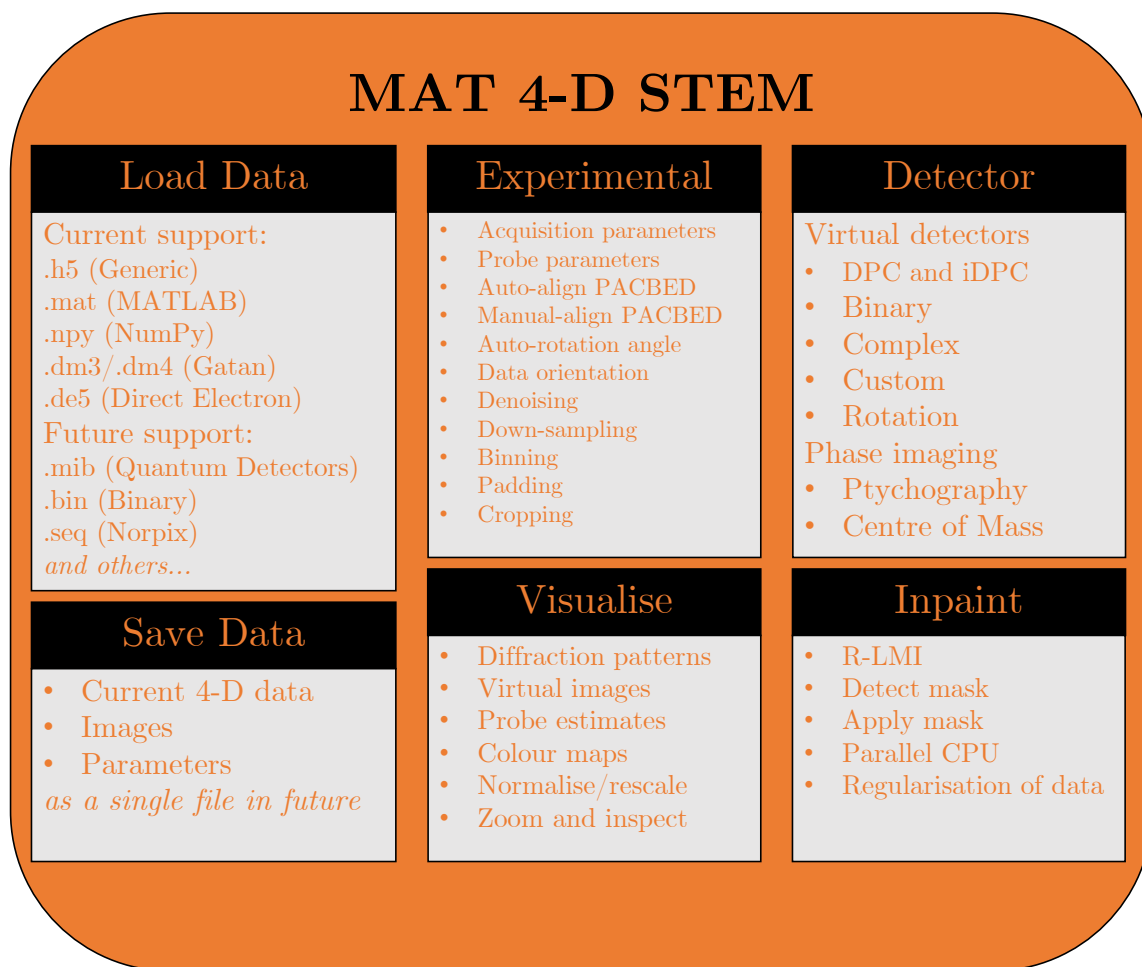 MAT 4-D STEM
Load Data
Current support:
.h5 (Generic)
.mat (MATLAB)
.npy (NumPy)
.dm3/.dm4 (Gatan)
.de5 (Direct Electron)
Future support:
.mib (Quantum Detectors)
.bin (Binary)
.seq (Norpix)
and others...
Save Data
• Current 4-D data
• Images
• Parameters
as a single file in future
Experimental
• Acquisition parameters
• Probe parameters
• Auto-align PACBED
• Manual-align PACBED
• Auto-rotation angle
• Data orientation
• Denoising
• Down-sampling
• Binning
• Padding
• Cropping
Visualise
• Diffraction patterns
• Virtual images
• Probe estimates
• Colour maps
• Normalise/rescale
• Zoom and inspect
Detector
Virtual detectors
• DPC and iDPC
• Binary
• Complex
• Custom
• Rotation
Phase imaging
• Ptychography
• Centre of Mass
Inpaint
• R-LMI
• Detect mask
• Apply mask
• Parallel CPU
• Regularisation of data